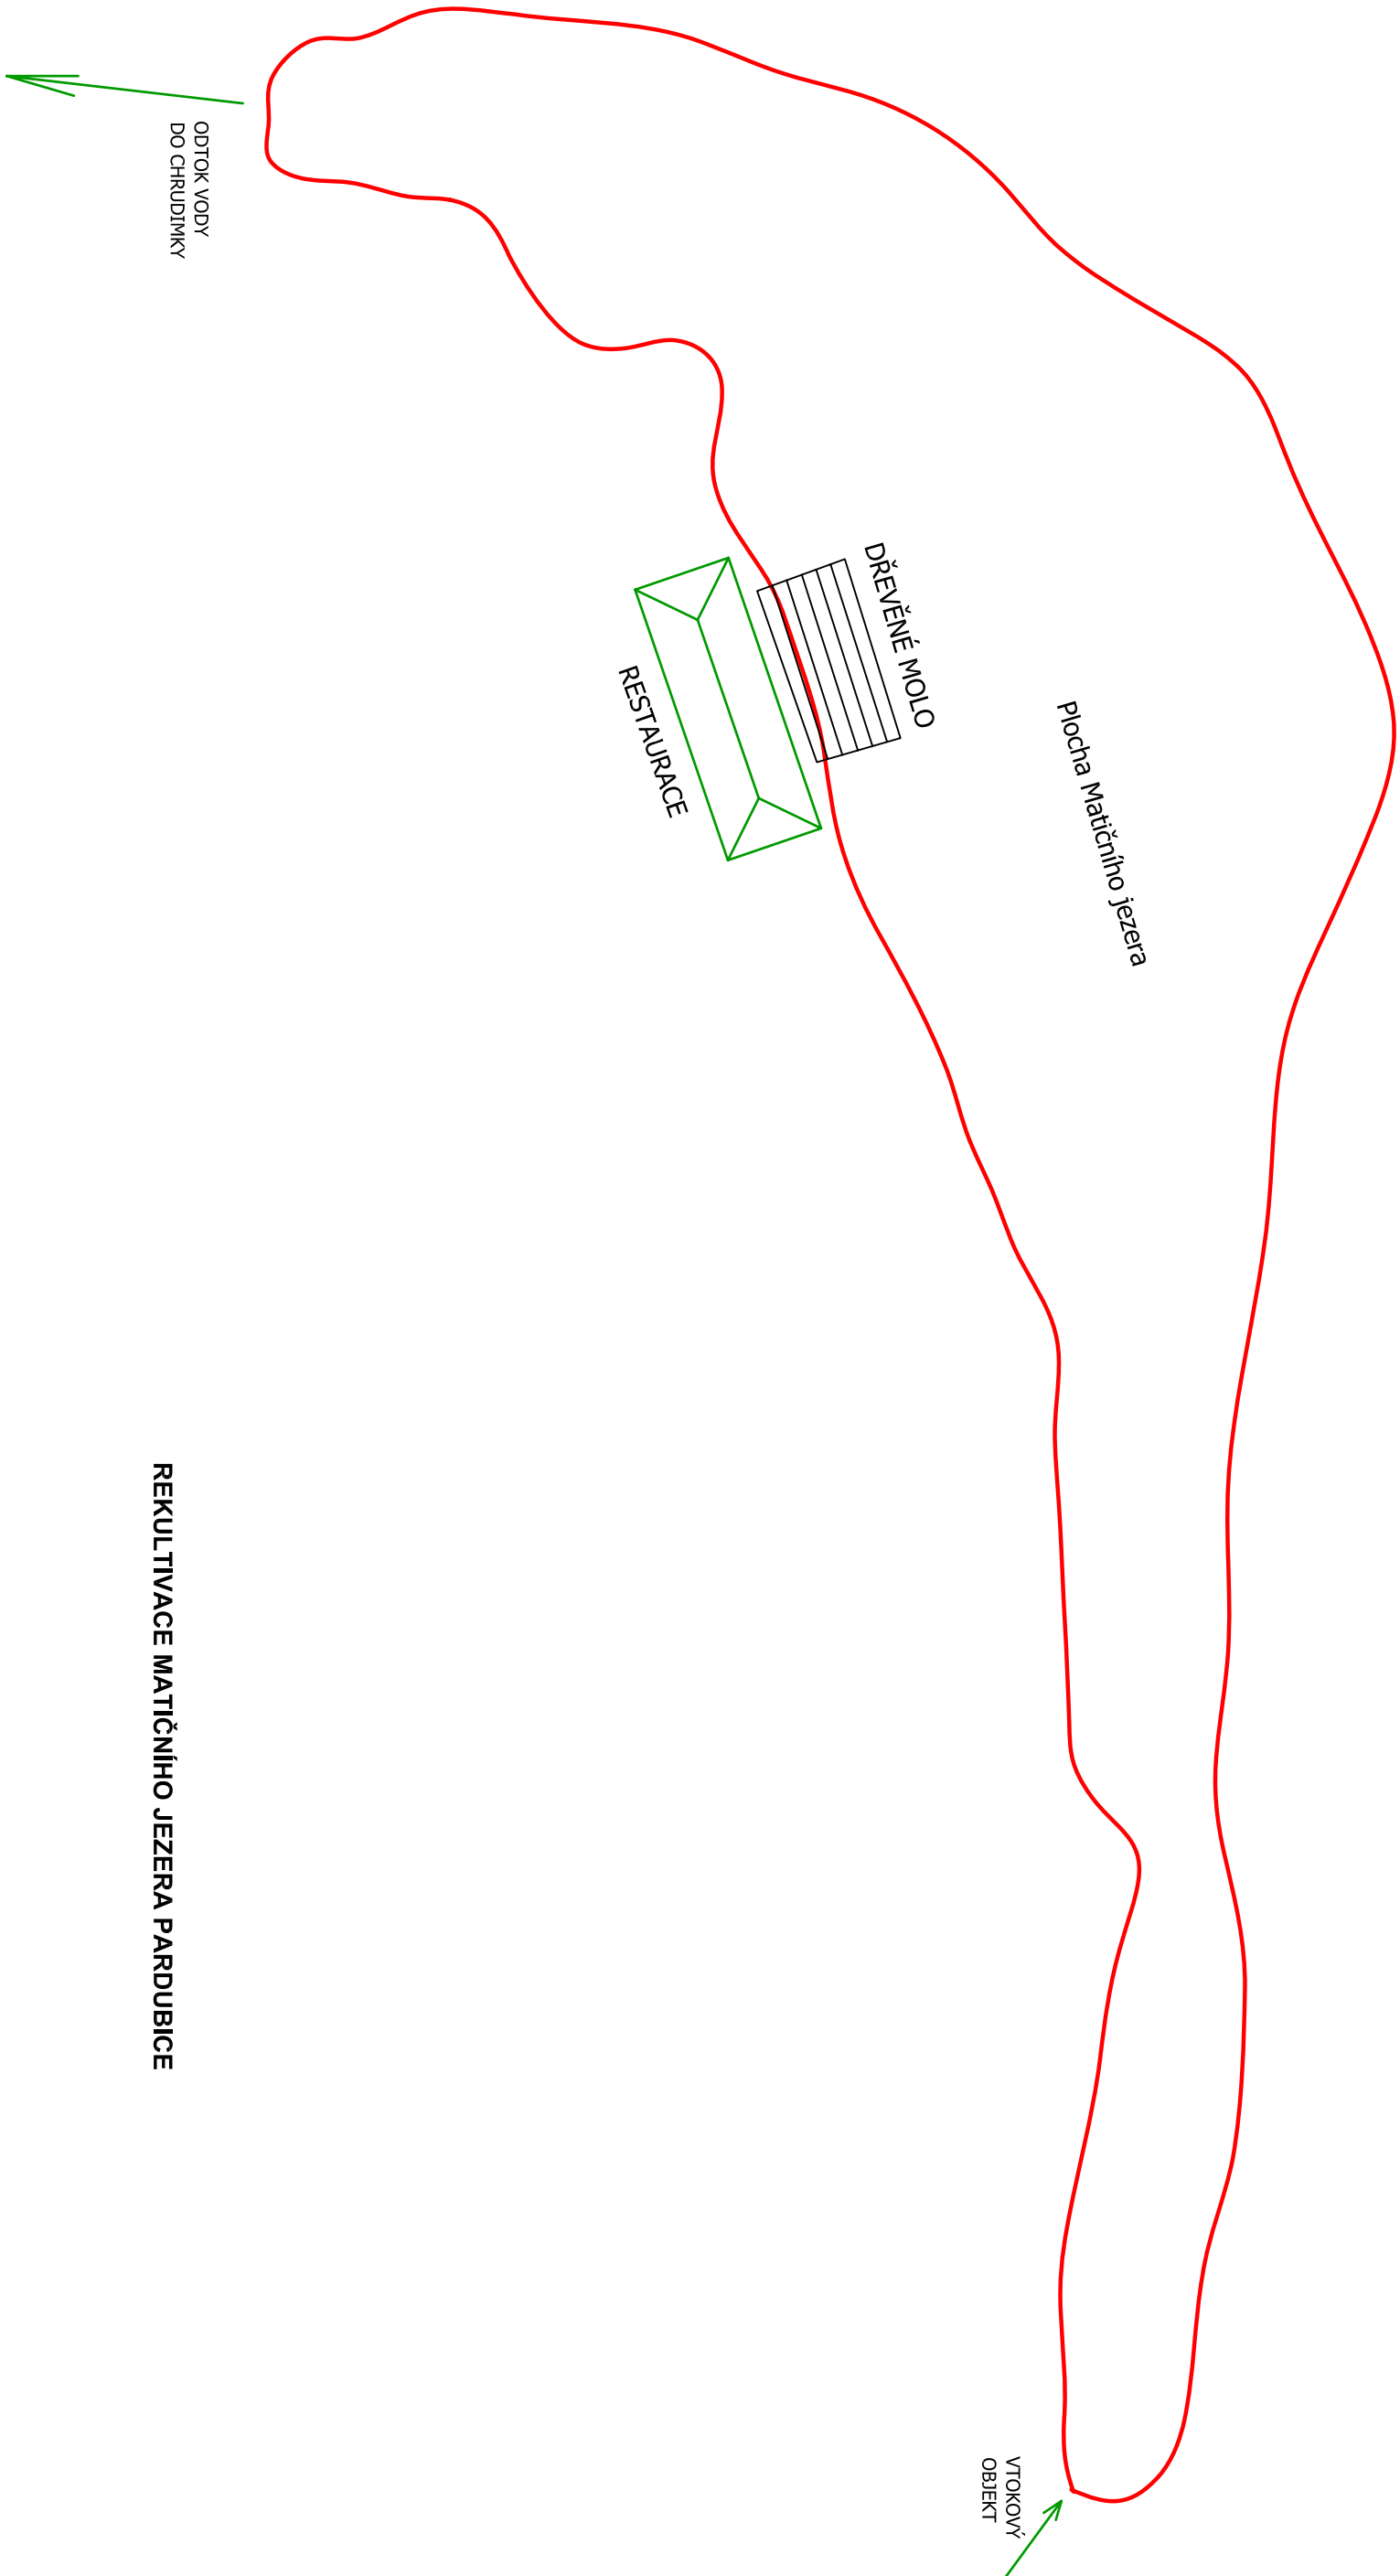 ODTOK VODY
DO CHRUDIMKY
DŘEVĚNÉ MOLO
RESTAURACE
Plocha Matičního jezera
VTOKOVÝ
OBJEKT
REKULTIVACE MATIČNÍHO JEZERA PARDUBICE